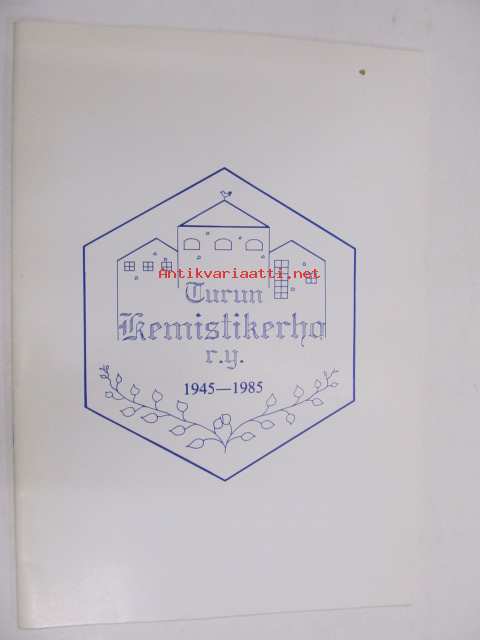 Antikvariaatti.net
Turun
Kemistikerho
r.y.
1945—1985